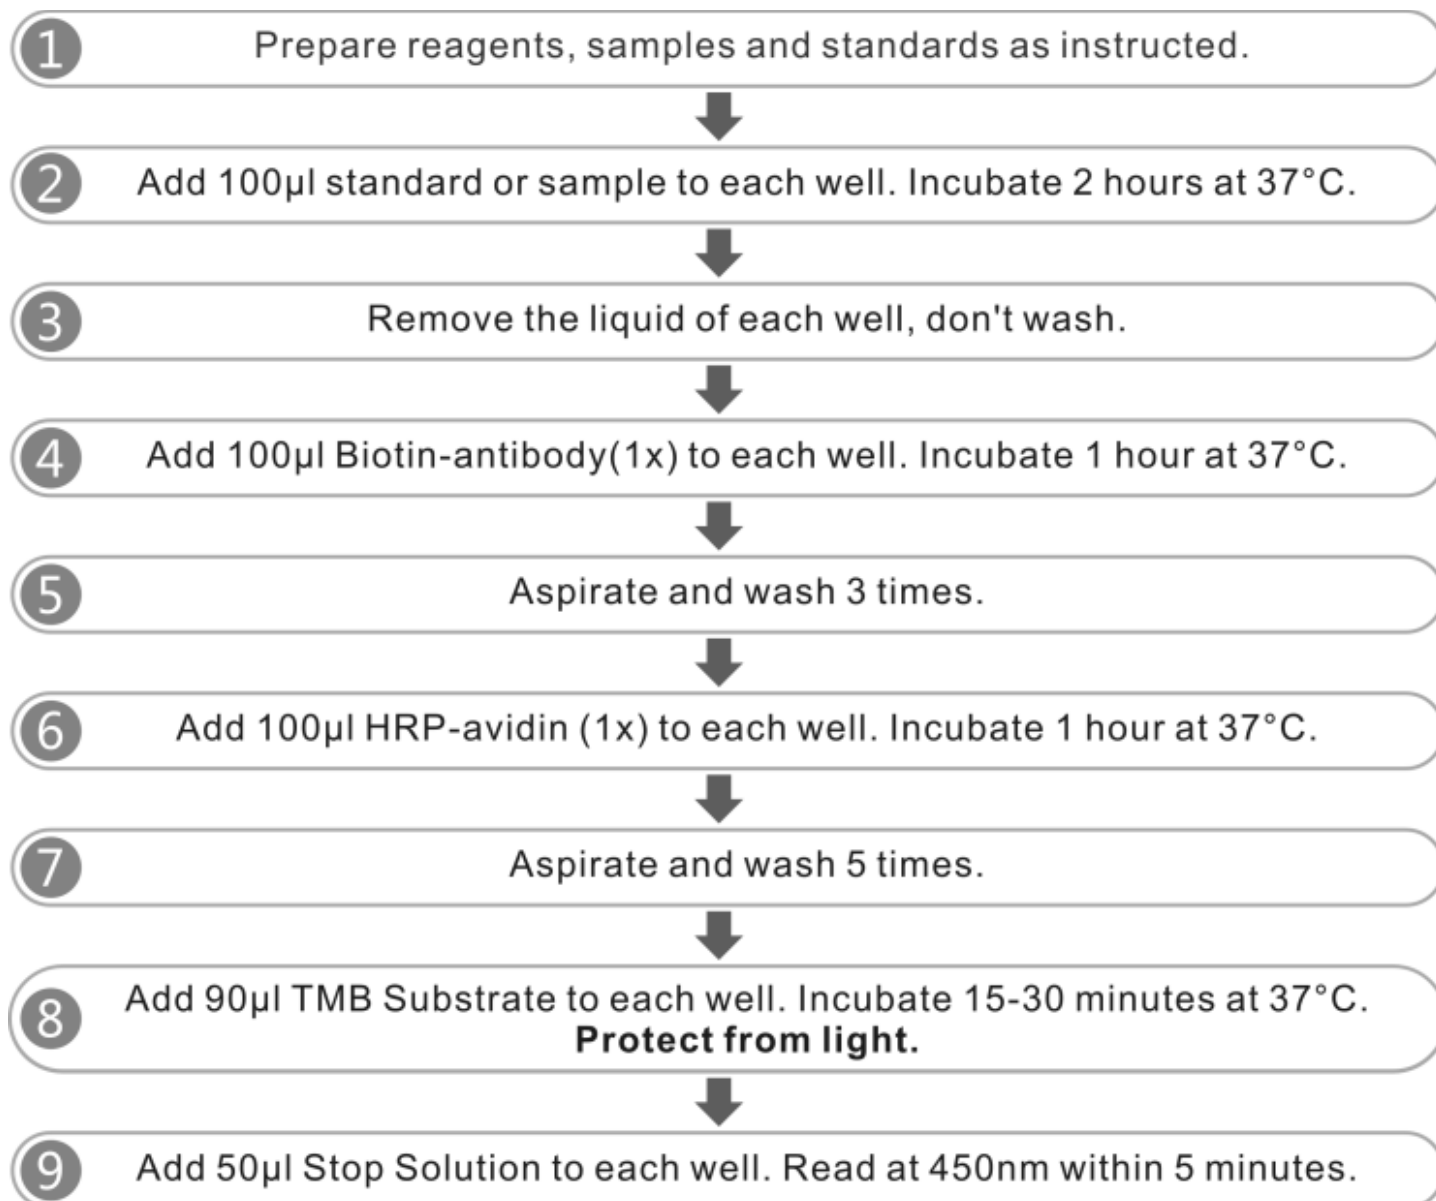 1 Prepare reagents, samples and standards as instructed.
2 Add 100µl standard or sample to each well. Incubate 2 hours at 37°C.
3 Remove the liquid of each well, don't wash.
4 Add 100µl Biotin-antibody(1x) to each well. Incubate 1 hour at 37°C.
5 Aspirate and wash 3 times.
6 Add 100µl HRP-avidin (1x) to each well. Incubate 1 hour at 37°C.
7 Aspirate and wash 5 times.
8 Add 90µl TMB Substrate to each well. Incubate 15-30 minutes at 37°C.
Protect from light.
9 Add 50µl Stop Solution to each well. Read at 450nm within 5 minutes.